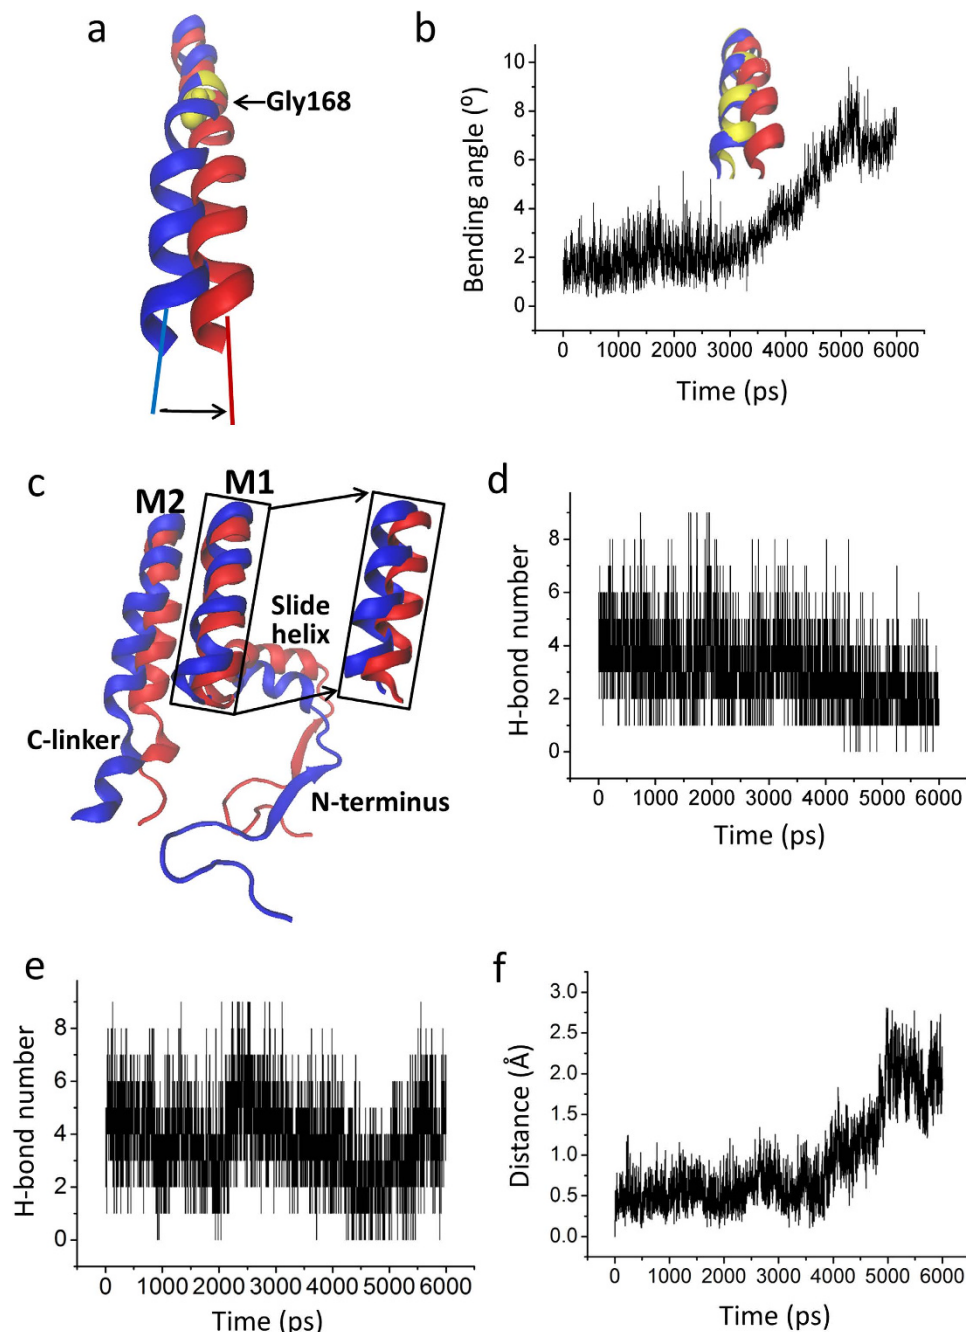 a
Gly168
b
Bending angle (⁰)
10
8
6
4
2
0
0 1000 2000 3000 4000 5000 6000
Time (ps)
c
M2
M1
Slide
helix
C-linker
N-terminus
d
H-bond number
8
6
4
2
0
0 1000 2000 3000 4000 5000 6000
Time (ps)
e
H-bond number
8
6
4
2
0
0 1000 2000 3000 4000 5000 6000
Time (ps)
f
Distance (Å)
3.0
2.5
2.0
1.5
1.0
0.5
0.0
0 1000 2000 3000 4000 5000 6000
Time (ps)